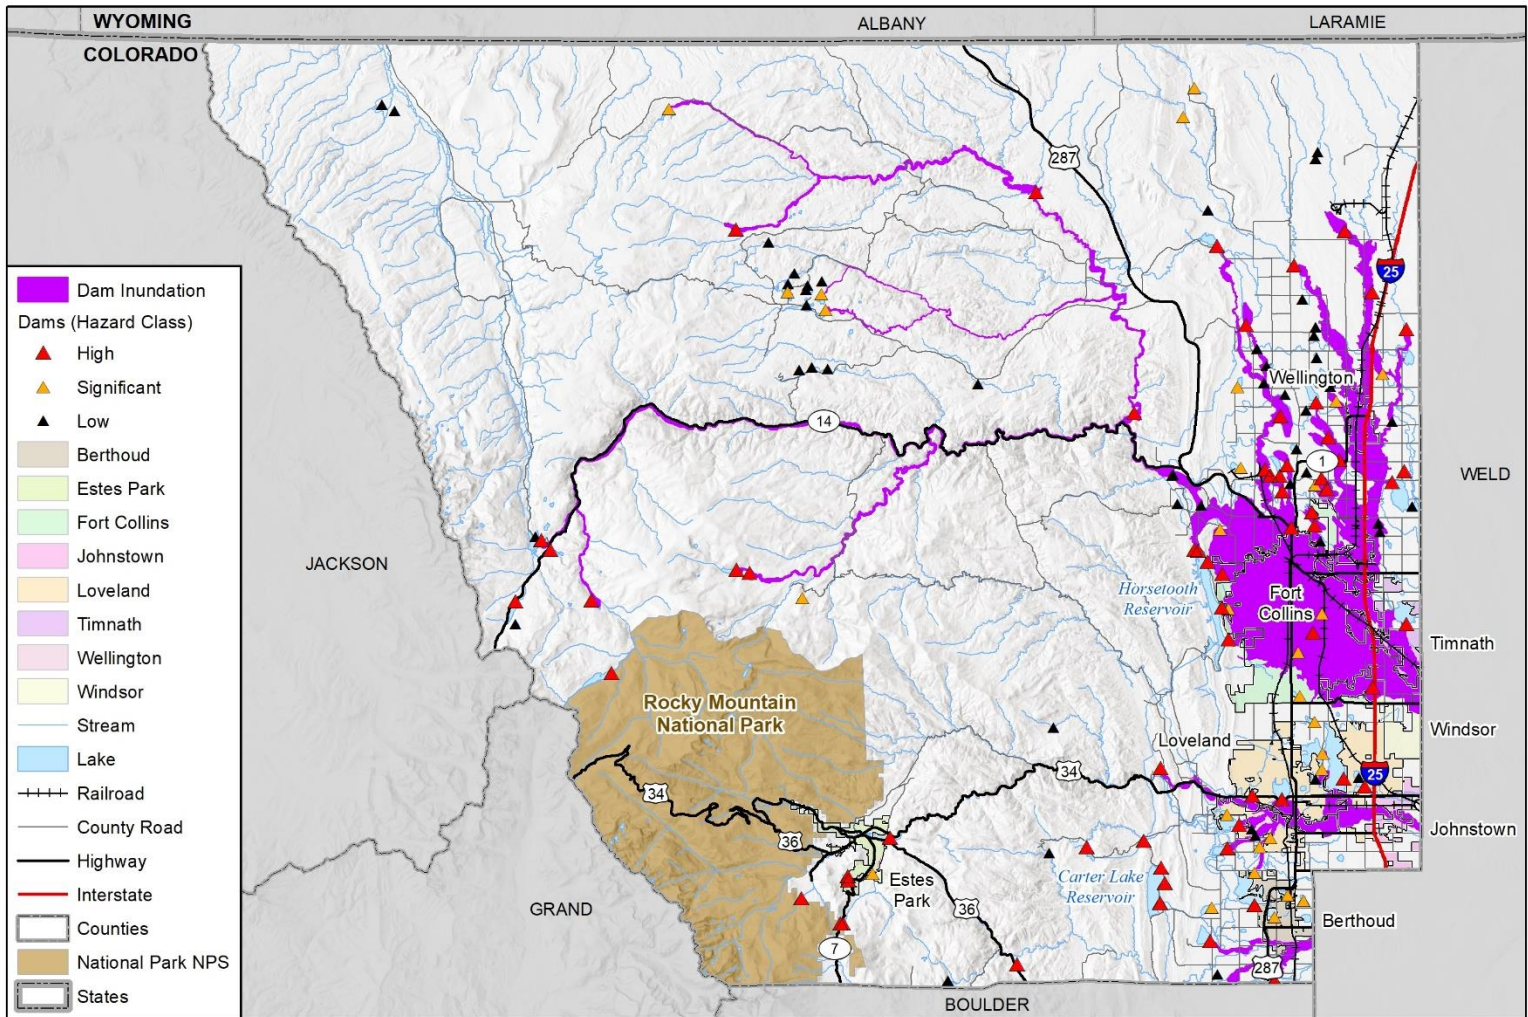 WYOMING
ALBANY
LARAMIE
COLORADO
287
25
Dam Inundation
Dams (Hazard Class)
High
Significant
Low
Berthoud
Estes Park
Fort Collins
Johnstown
Loveland
Timnath
Wellington
Windsor
Stream
Lake
Railroad
County Road
Highway
Interstate
Counties
National Park NPS
States
Wellington
14
1
WELD
JACKSON
Horsetooth
Reservoir
Fort
Collins
Timnath
Rocky Mountain
National Park
Windsor
Loveland
34
25
34
Johnstown
36
Carter Lake
Reservoir
Estes
Park
GRAND
36
Berthoud
7
287
BOULDER